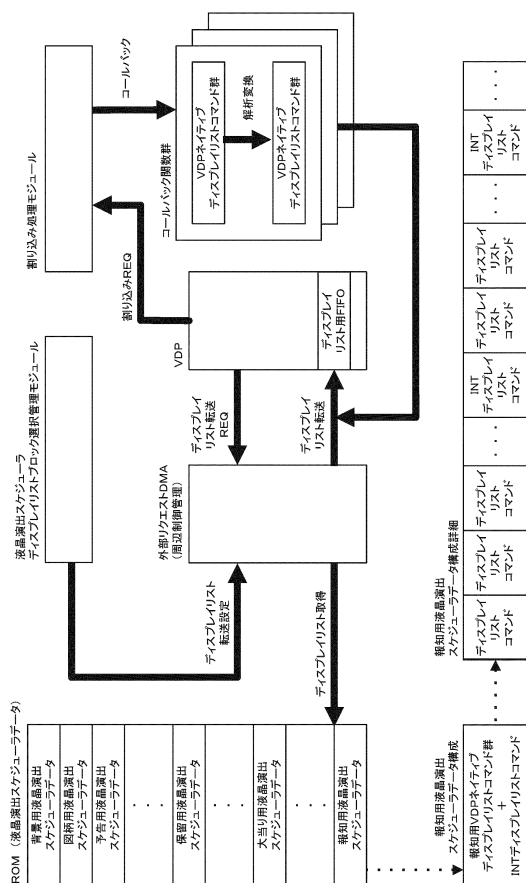 ROM（液晶演出スケジューラデータ）
背景用液晶演出
スケジューラデータ
図柄用液晶演出
スケジューラデータ
予告用液晶演出
スケジューラデータ
・・・
保留用液晶演出
スケジューラデータ
・・・
大当り用液晶演出
スケジューラデータ
・・・
報知用液晶演出
スケジューラデータ
液晶演出スケジューラ
ディスプレイリストブロック選択管理モジュール
ディスプレイリスト
転送設定
外部リクエストDMA
（周辺制御管理）
ディスプレイリスト取得
ディスプレイ
リスト転送
REQ
ディスプレイ
リスト転送
VDP
ディスプレイ
リスト用FIFO
割り込みREQ
割り込み処理モジュール
コールバック
コールバック関数群
VDPネイティブ
ディスプレイリストコマンド群
解析変換
VDPネイティブ
ディスプレイリストコマンド群
報知用液晶演出
スケジューラデータ構成
報知用VDPネイティブ
ディスプレイリストコマンド群
＋
INTディスプレイリストコマンド
報知用液晶演出
スケジューラデータ構成詳細
ディスプレイ
リスト
コマンド
ディスプレイ
リスト
コマンド
ディスプレイ
リスト
コマンド
・・・
INT
ディスプレイ
リスト
コマンド
ディスプレイ
リスト
コマンド
ディスプレイ
リスト
コマンド
・・・
INT
ディスプレイ
リスト
コマンド
・・・